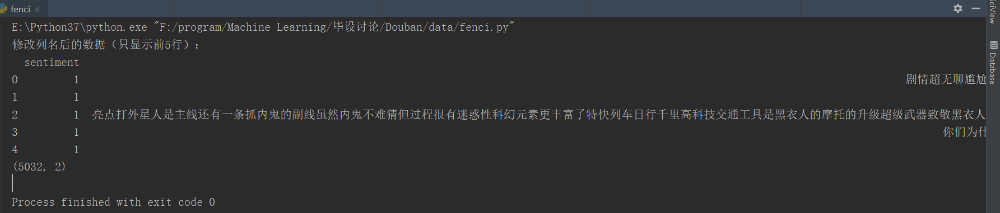 fenci
E:\Python37\python.exe "F:/program/Machine Learning/毕设讨论/Douban/data/fenci.py"
修改列名后的数据（只显示前5行）：
sentiment
0 1 剧情超无聊尴尬
1 1
2 1 亮点打外星人是主线还有一条抓内鬼的副线虽然内鬼不难猜但过程很有迷惑性科幻元素更丰富了特快列车日行千里高科技交通工具是黑衣人的摩托的升级超级武器致敬黑衣人
3 1 你们为什
4 1
(5032, 2)
Process finished with exit code 0
SciView
Database